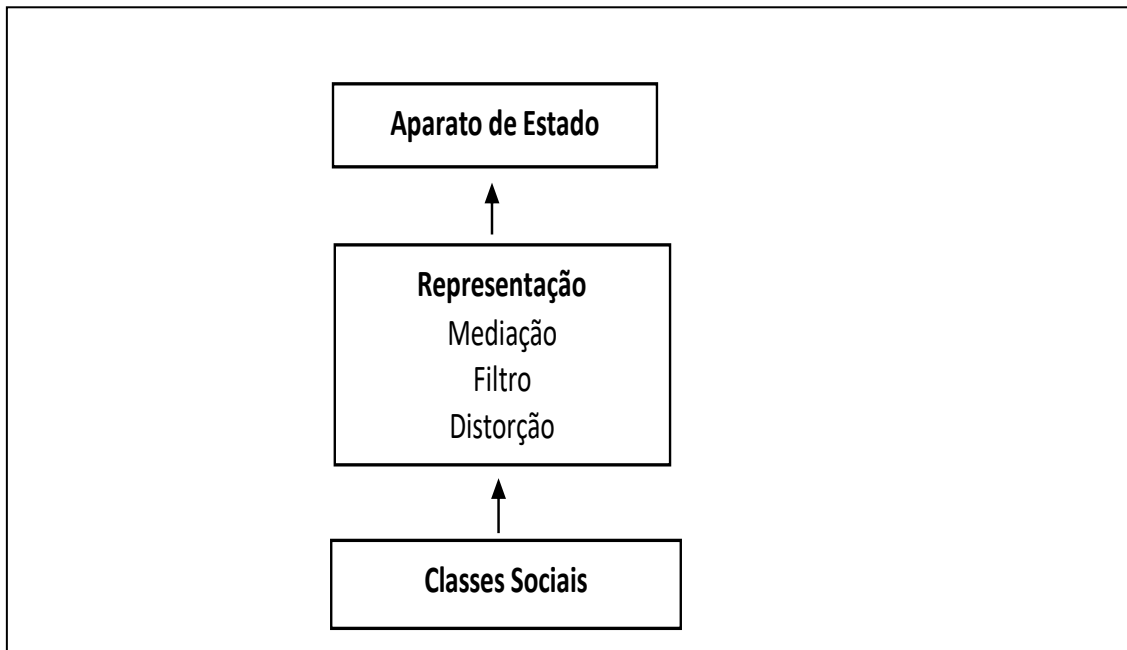 Aparato de Estado
Representação
Mediação
Filtro
Distorção
Classes Sociais